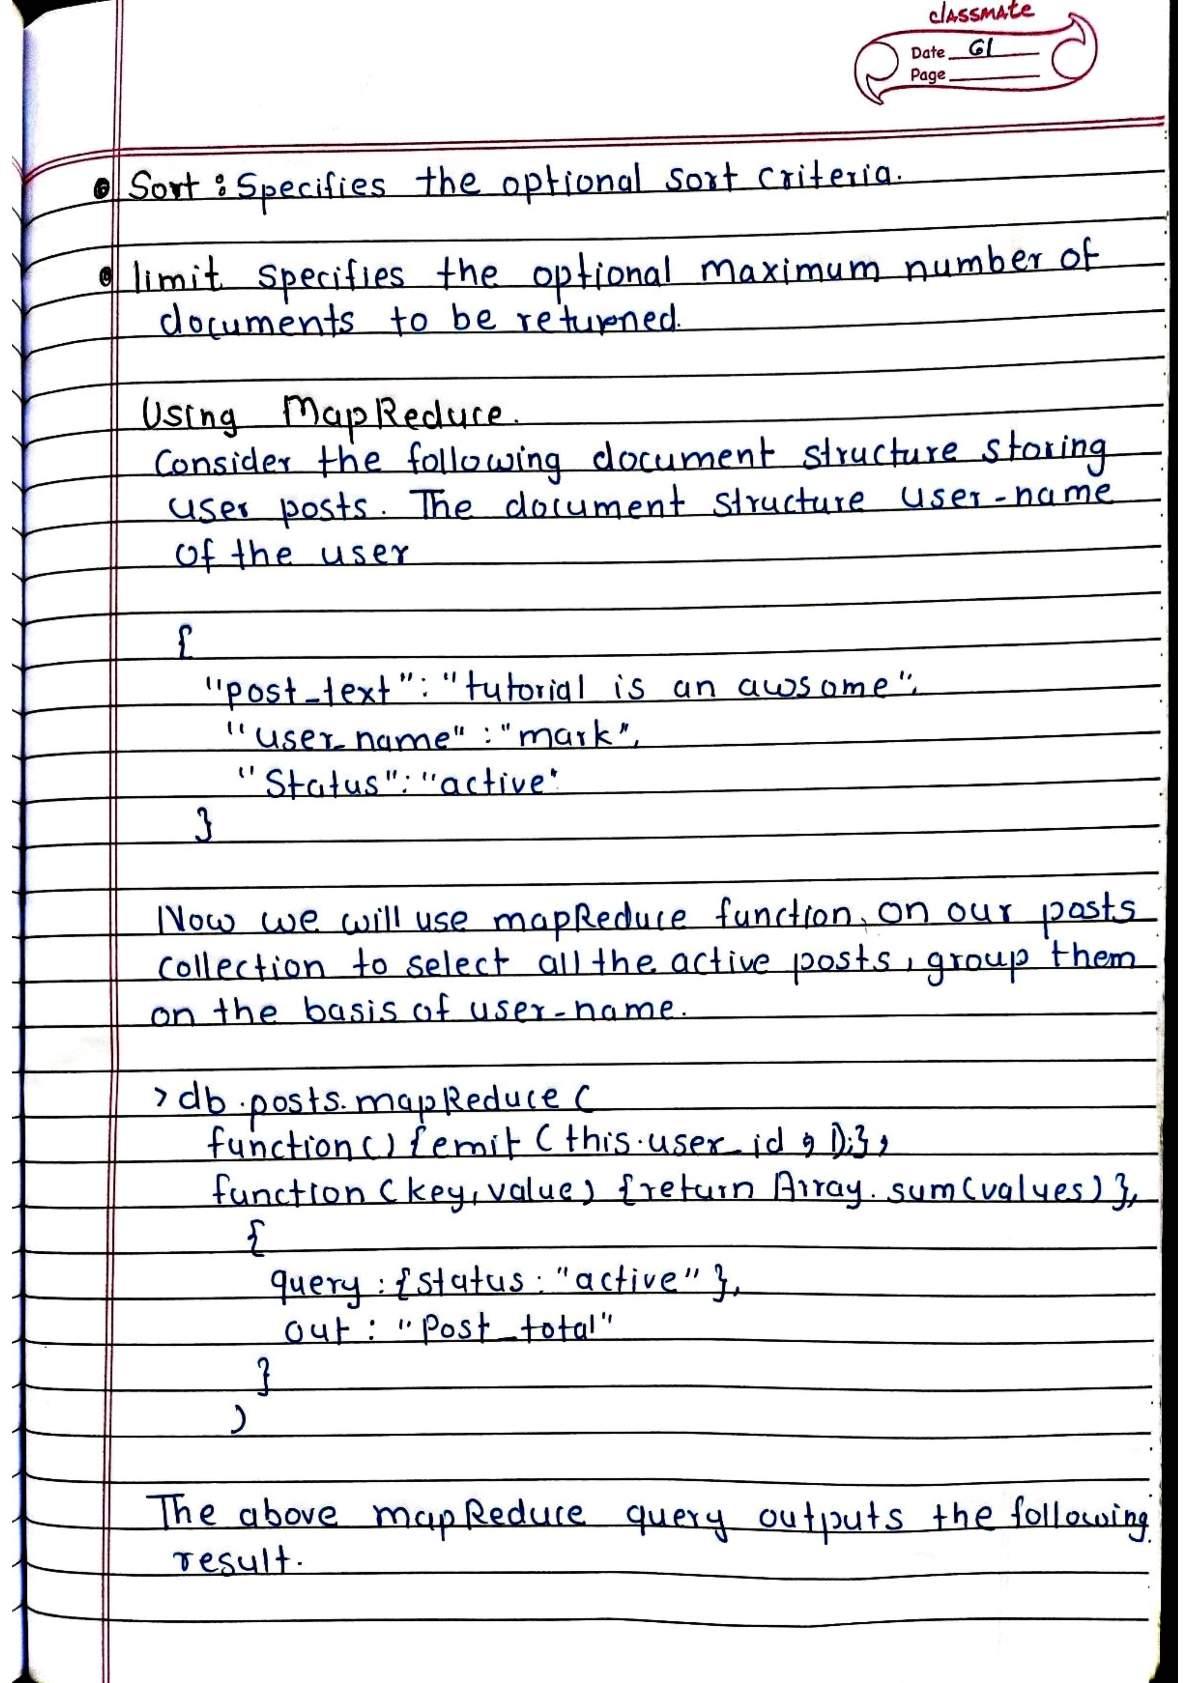 classmate
Date 61
Page
Sort : Specifies the optional sort criteria.
limit specifies the optional maximum number of
documents to be returned.
Using MapReduce.
Consider the following document structure storing
user posts. The document structure user-name
of the user
{
"post_text": "tutorial is an awsome",
"user_name" : "mark",
"Status": "active"
}
Now we will use mapReduce function, on our posts
collection to select all the active posts, group them
on the basis of user-name.
> db.posts.mapReduce (
function() {emit (this.user_id , 1);},
function (key, value) {return Array.sum(values) },
{
query : {status : "active" },
out : "Post_total"
}
)
The above mapReduce query outputs the following
result.